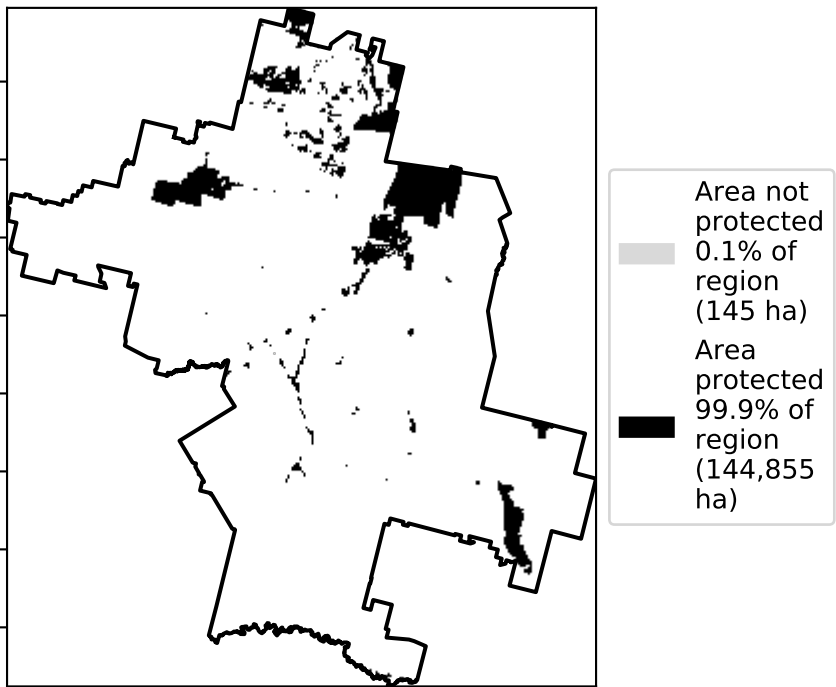 Area not
protected
0.1% of
region
(145 ha)
Area
protected
99.9% of
region
(144,855
ha)